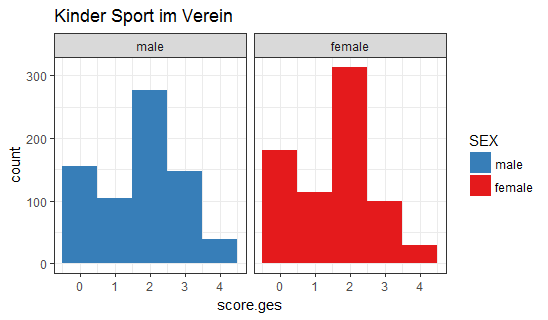 Kinder Sport im Verein
male
female
300
200
100
0
count
0 1 2 3 4
0 1 2 3 4
score.ges
SEX
male
female